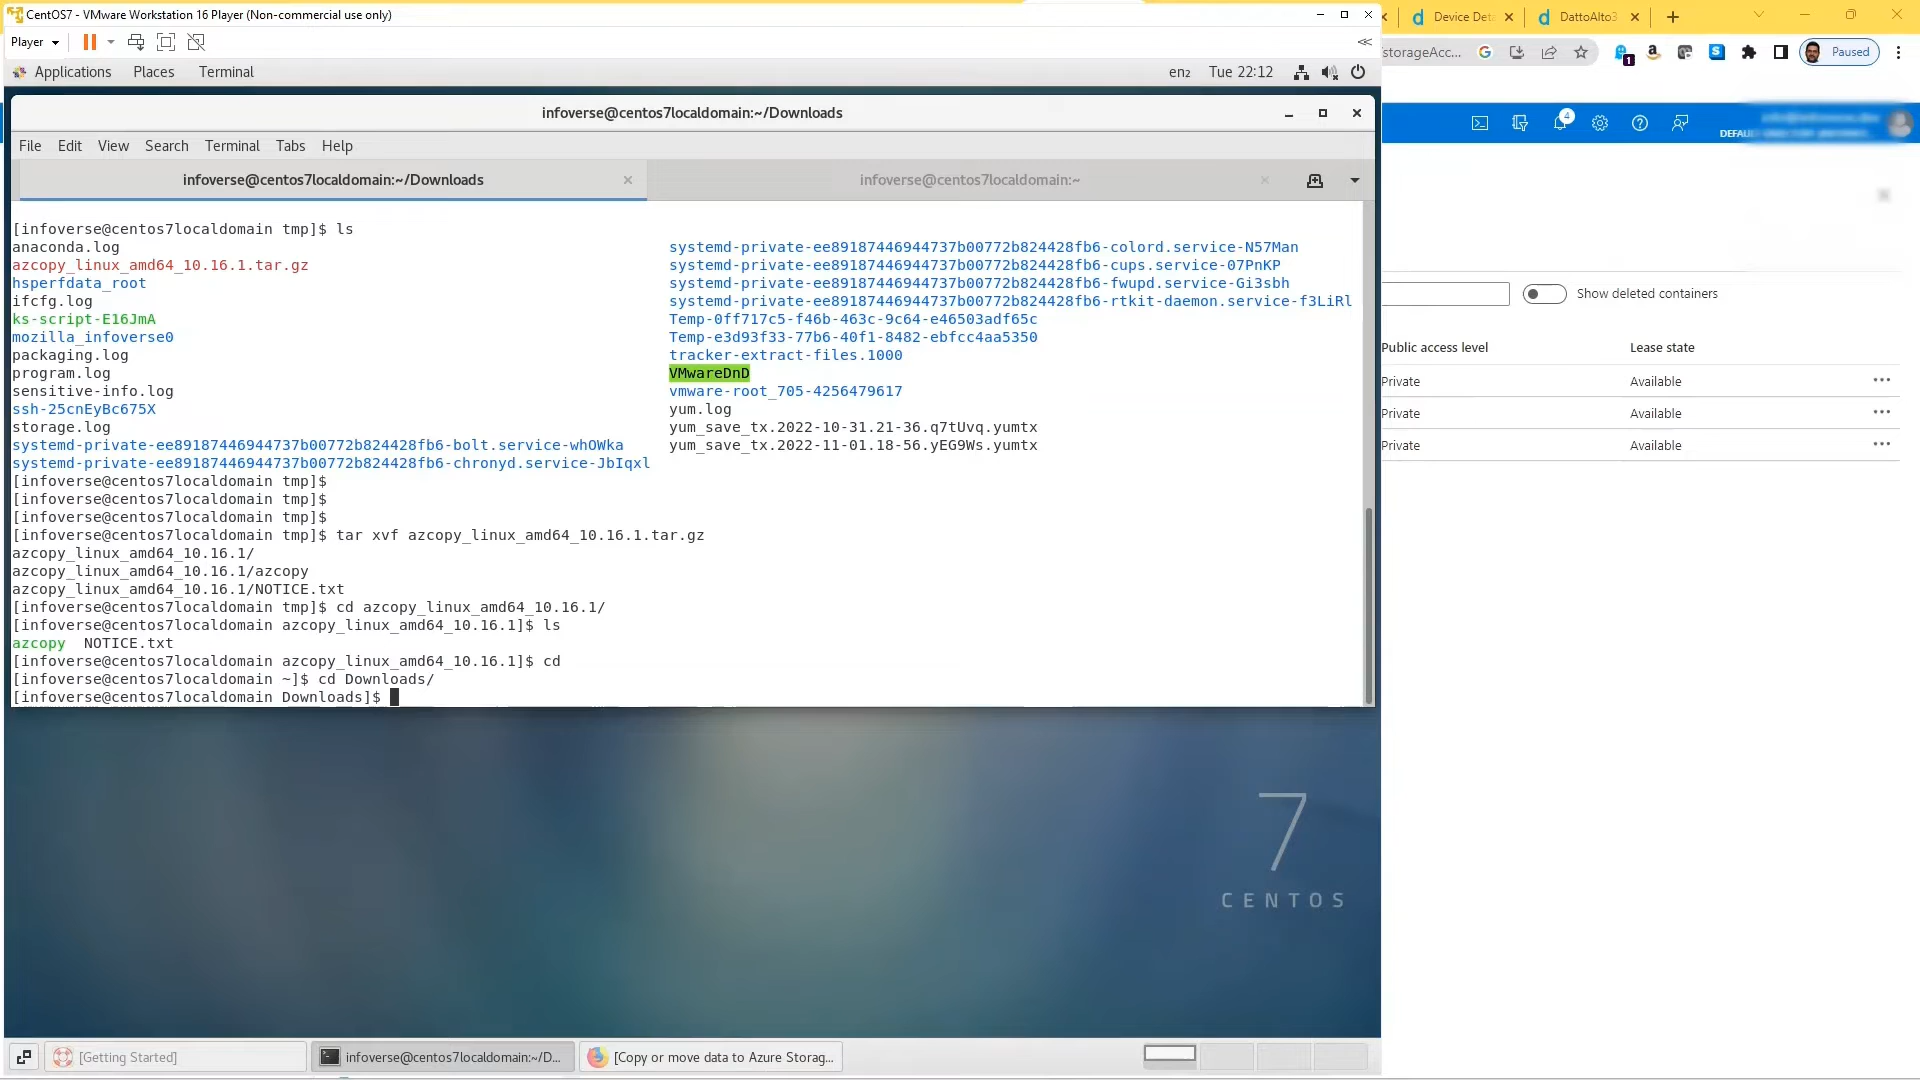 CentOS7 - VMware Workstation 16 Player (Non-commercial use only)
Device Det
DattoAlto3
Player
storageAcc...
1
Paused
Applications Places Terminal
en2 Tue 22:12
infoverse@centos7localdomain:~/Downloads
4
DEFAUL
File Edit View Search Terminal Tabs Help
infoverse@centos7localdomain:~/Downloads
infoverse@centos7localdomain:~
[infoverse@centos7localdomain tmp]$ ls
anaconda.log systemd-private-ee89187446944737b00772b824428fb6-colord.service-N57Man
azcopy_linux_amd64_10.16.1.tar.gz systemd-private-ee89187446944737b00772b824428fb6-cups.service-07PnKP
hsperfdata_root systemd-private-ee89187446944737b00772b824428fb6-fwupd.service-Gi3sbh
ifcfg.log systemd-private-ee89187446944737b00772b824428fb6-rtkit-daemon.service-f3LiRl
ks-script-E16JmA Temp-0ff717c5-f46b-463c-9c64-e46503adf65c
mozilla_infoverse0 Temp-e3d93f33-77b6-40f1-8482-ebfcc4aa5350
packaging.log tracker-extract-files.1000
program.log VMwareDnD
sensitive-info.log vmware-root_705-4256479617
ssh-25cnEyBc675X yum.log
storage.log yum_save_tx.2022-10-31.21-36.q7tUvq.yumtx
systemd-private-ee89187446944737b00772b824428fb6-bolt.service-whOWka yum_save_tx.2022-11-01.18-56.yEG9Ws.yumtx
systemd-private-ee89187446944737b00772b824428fb6-chronyd.service-JbIqxl
[infoverse@centos7localdomain tmp]$
[infoverse@centos7localdomain tmp]$
[infoverse@centos7localdomain tmp]$
[infoverse@centos7localdomain tmp]$ tar xvf azcopy_linux_amd64_10.16.1.tar.gz
azcopy_linux_amd64_10.16.1/
azcopy_linux_amd64_10.16.1/azcopy
azcopy_linux_amd64_10.16.1/NOTICE.txt
[infoverse@centos7localdomain tmp]$ cd azcopy_linux_amd64_10.16.1/
[infoverse@centos7localdomain azcopy_linux_amd64_10.16.1]$ ls
azcopy NOTICE.txt
[infoverse@centos7localdomain azcopy_linux_amd64_10.16.1]$ cd
[infoverse@centos7localdomain ~]$ cd Downloads/
[infoverse@centos7localdomain Downloads]$
Show deleted containers
Public access level Lease state
Private Available
Private Available
Private Available
7
CENTOS
[Getting Started]
infoverse@centos7localdomain:~/D...
[Copy or move data to Azure Storag...